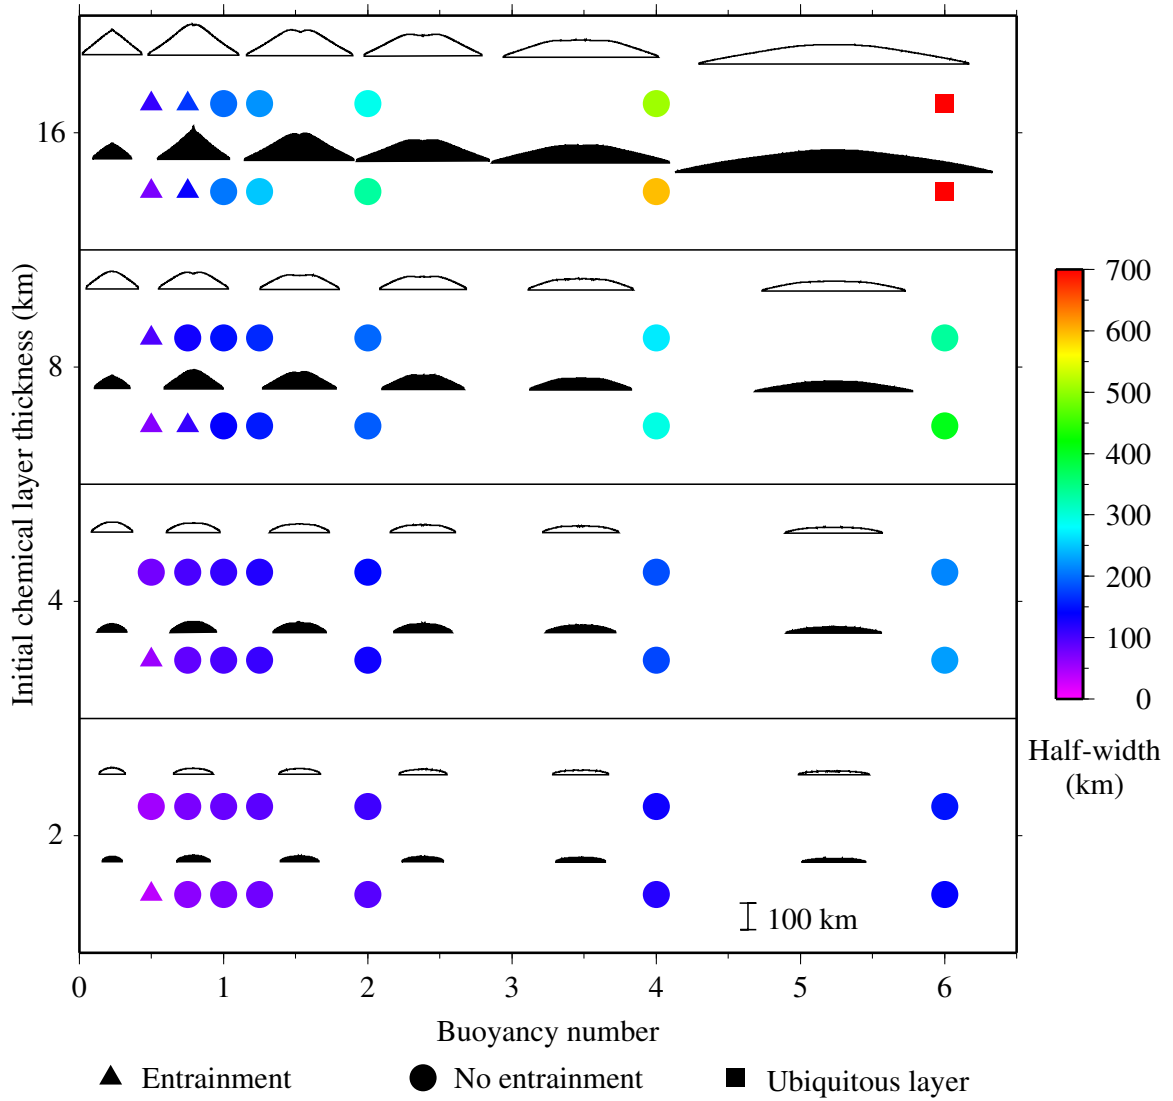 Initial chemical layer thickness (km)
16
8
4
2
100 km
0 1 2 3 4 5 6
Buoyancy number
700
600
500
400
300
200
100
0
Half-width
(km)
Entrainment
No entrainment
Ubiquitous layer